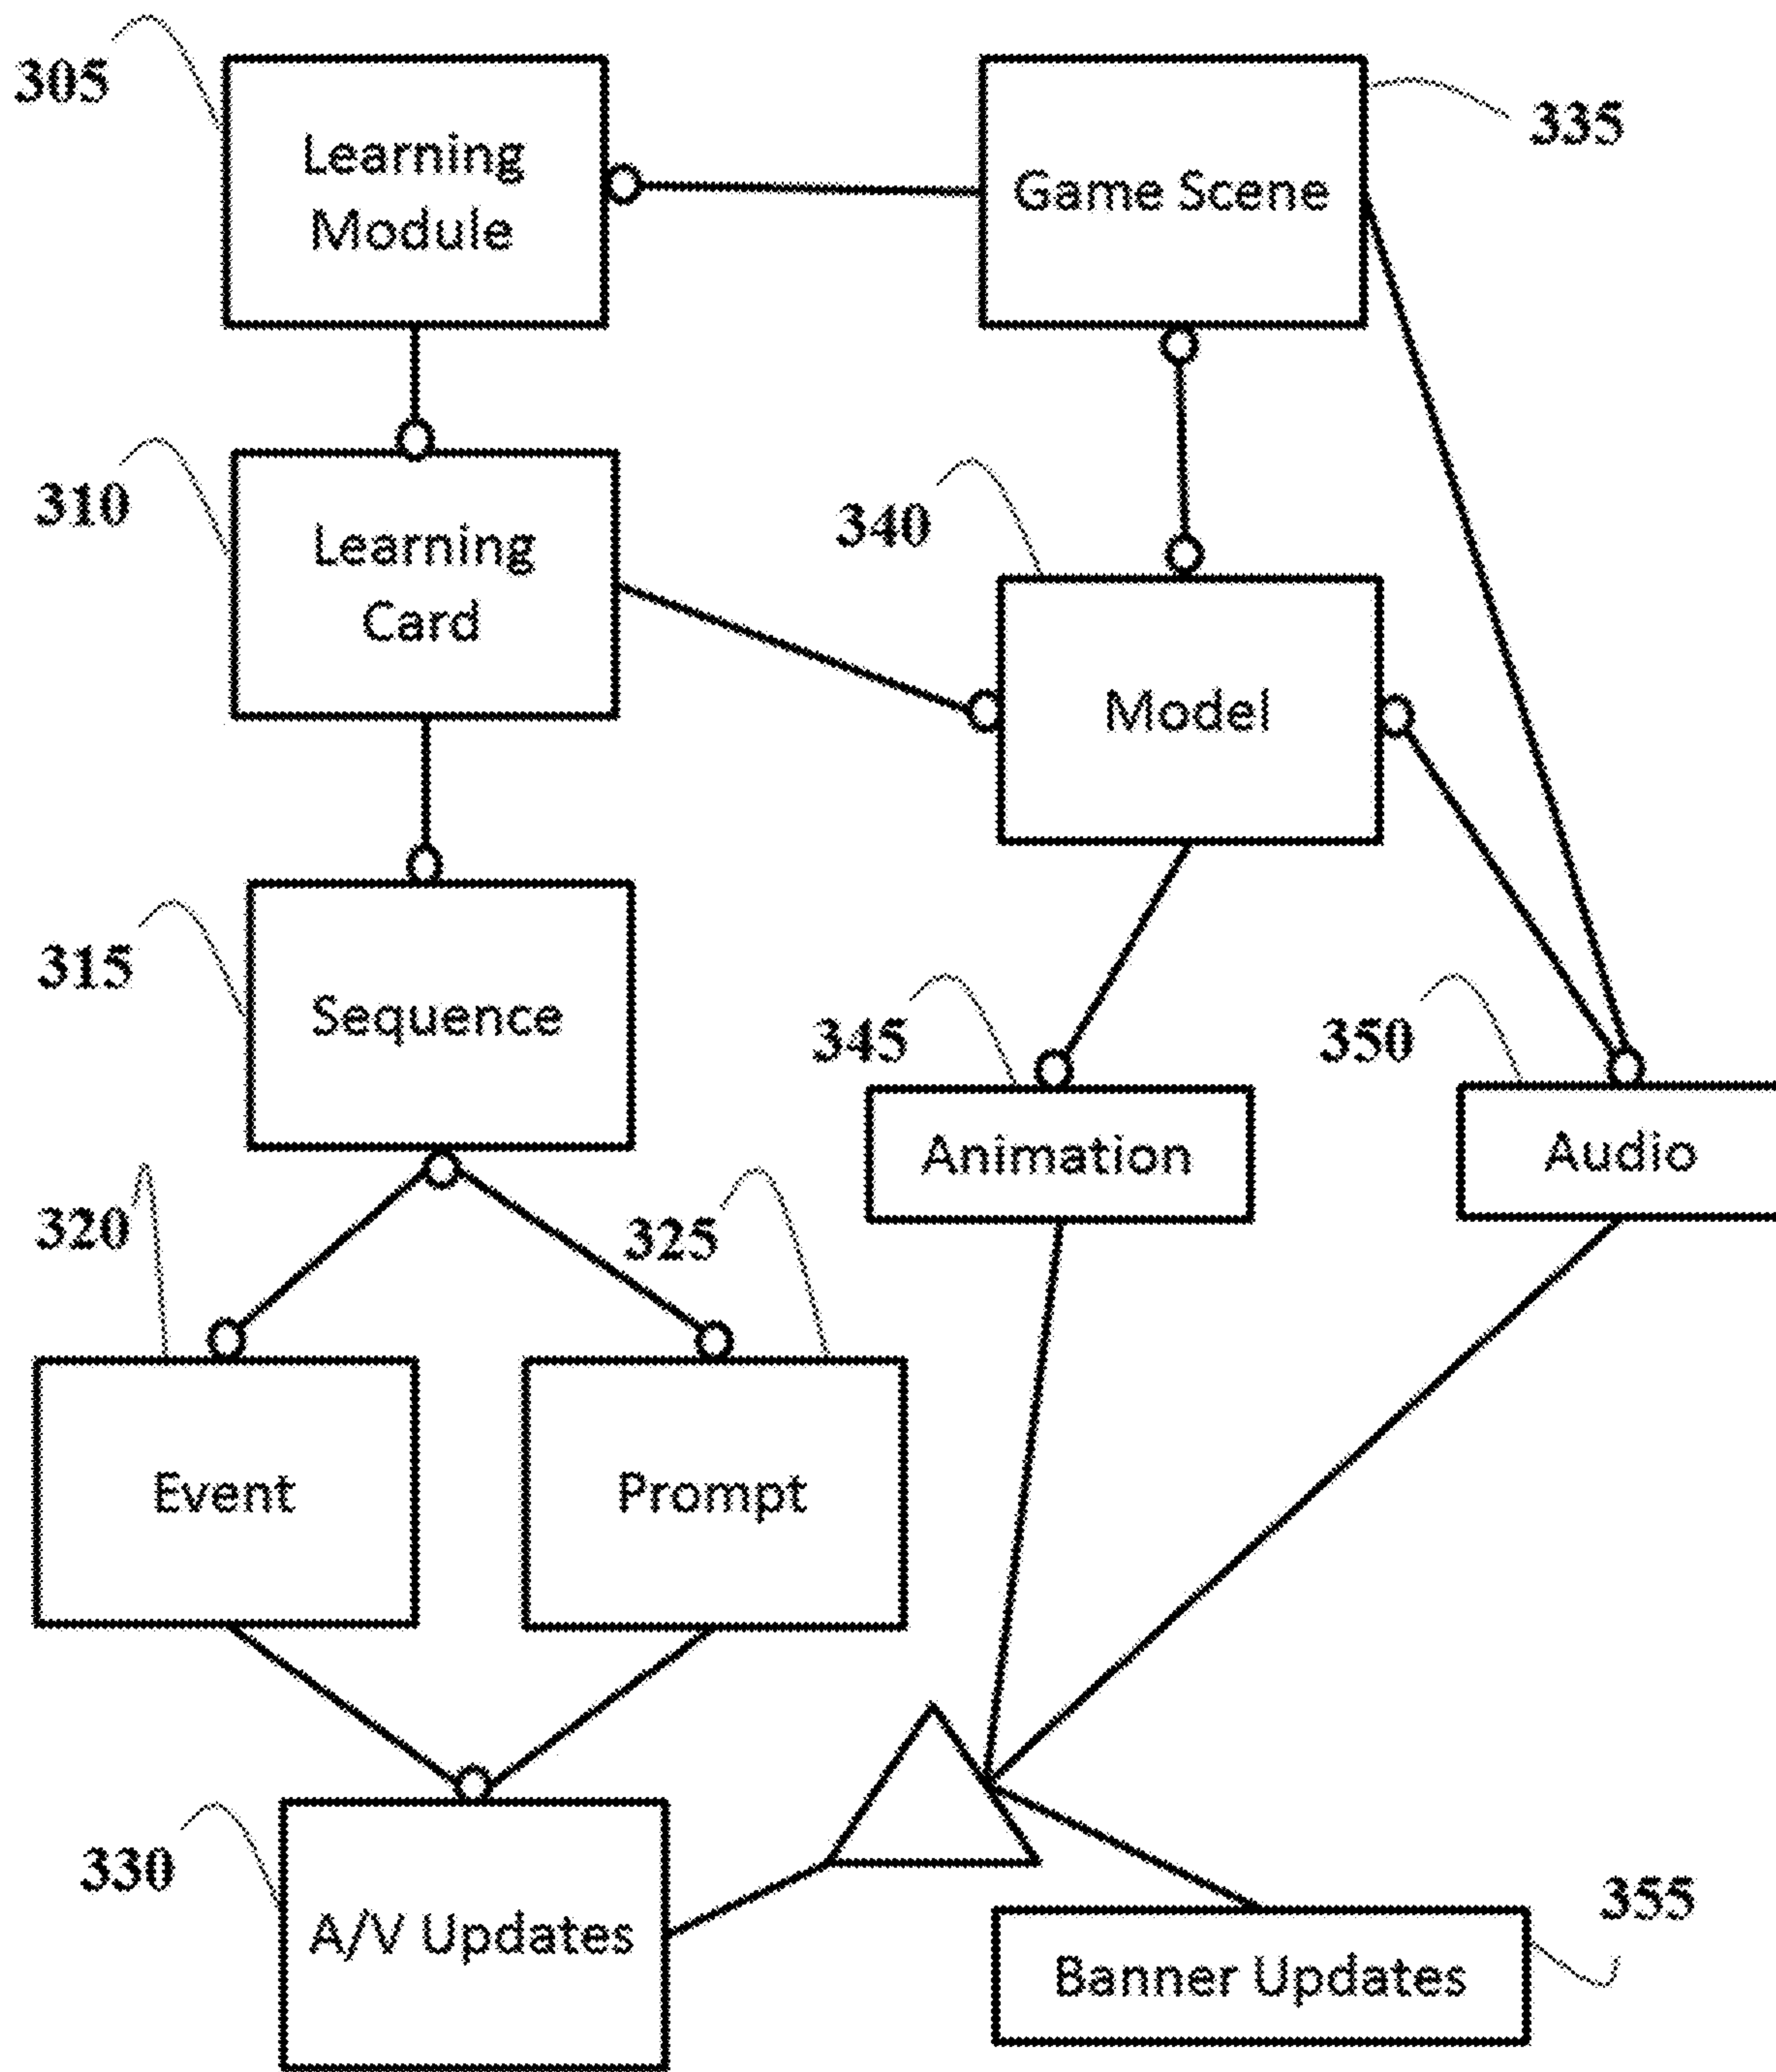 305
Learning
Module
Game Scene
335
310
Learning
Card
340
Model
315
Sequence
345
Animation
350
Audio
320
Event
325
Prompt
330
A/V Updates
355
Banner Updates